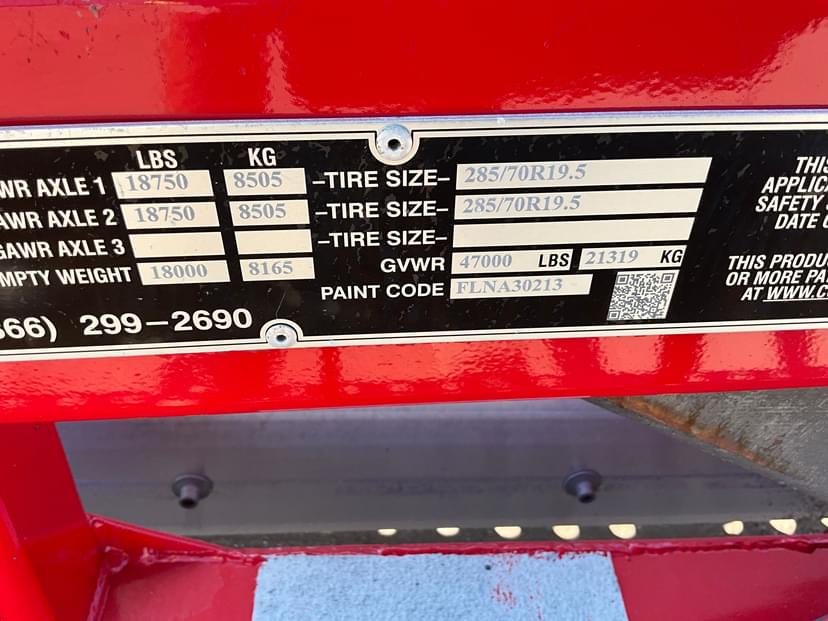 LBS KG
WR AXLE 1 18750 8505 –TIRE SIZE– 285/70R19.5
AWR AXLE 2 18750 8505 –TIRE SIZE– 285/70R19.5
GAWR AXLE 3 –TIRE SIZE–
MPTY WEIGHT 18000 8165 GVWR 47000 LBS 21319 KG
PAINT CODE FLNA30213
66) 299–2690
THIS
APPLIC
SAFETY
DATE O
THIS PRODU
OR MORE PA
AT WWW.C